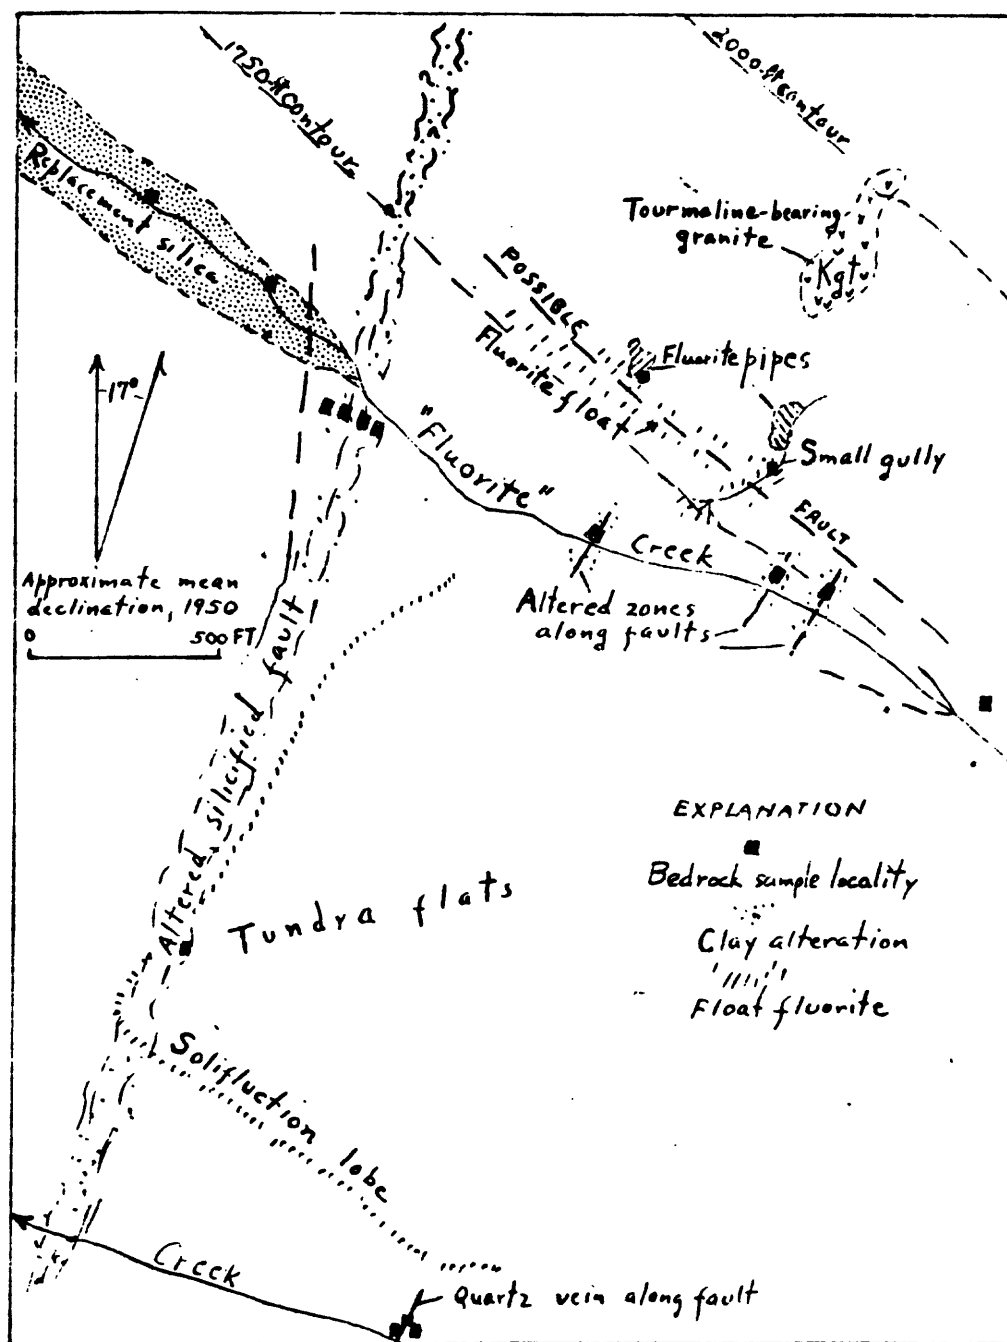 1750-ft contour
2000-ft contour
Replacement silica
Tourmaline-bearing
granite
Kgt
POSSIBLE
FAULT
Fluorite float
Fluorite pipes
Small gully
17°
"Fluorite"
Creek
Approximate mean
declination, 1950
0 500 FT
Altered zones
along faults
Altered silicified fault
EXPLANATION
Bedrock sample locality
Clay alteration
Float fluorite
Tundra flats
Solifluction lobe
Creek
Quartz vein along fault